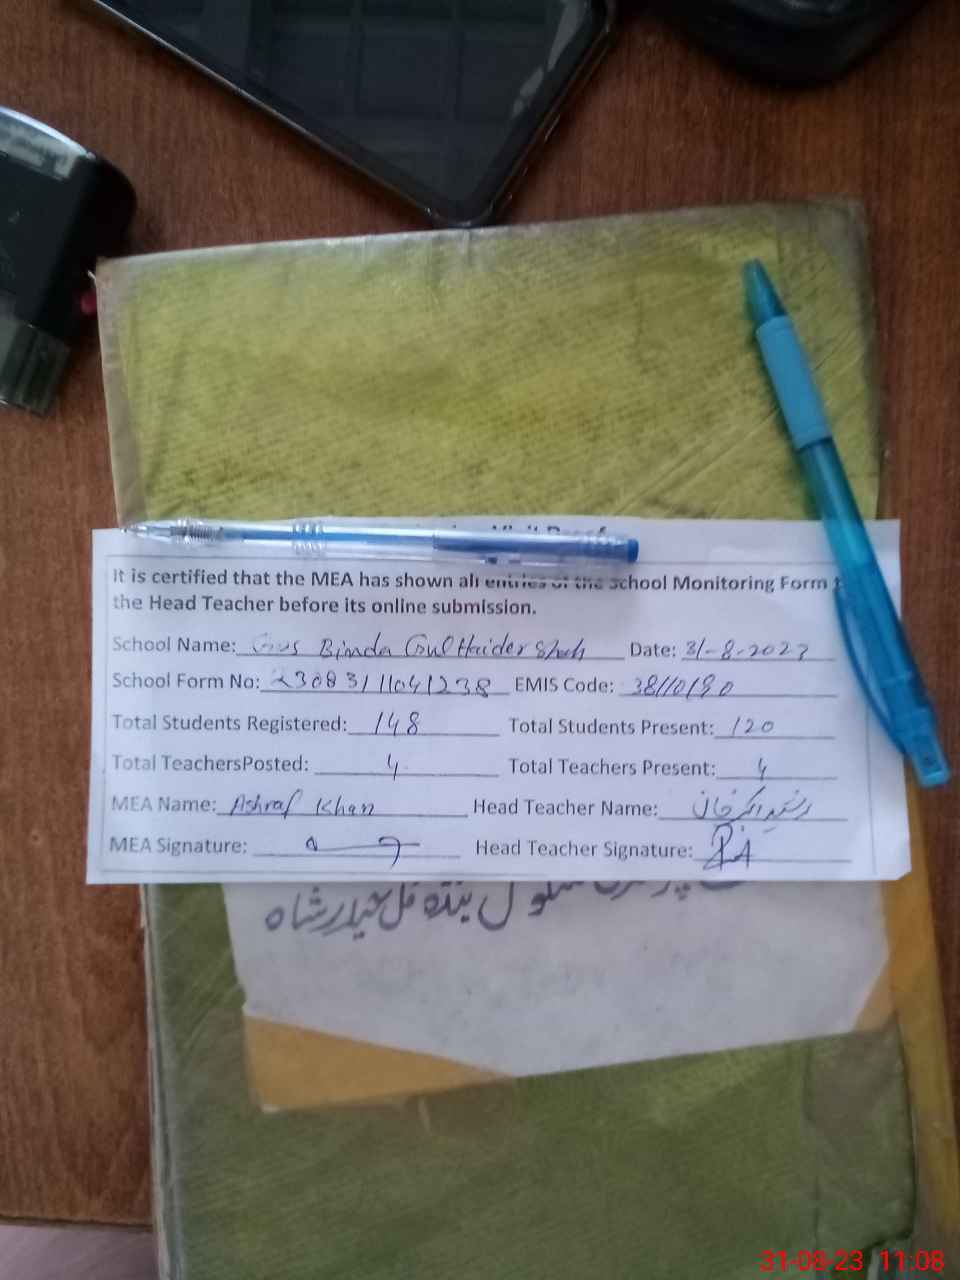 It is certified that the MEA has shown all entries of the School Monitoring Form
the Head Teacher before its online submission.
School Name: Binda Gul Haider Shah Date: 31-8-2023
School Form No: 23083111041238 EMIS Code: 38110190
Total Students Registered: 148 Total Students Present: 120
Total TeachersPosted: 4 Total Teachers Present: 4
MEA Name: Ashraf Khan Head Teacher Name:
MEA Signature: Head Teacher Signature:
سکول بنڈہ گل حیدر شاہ
31-08-23 11:08